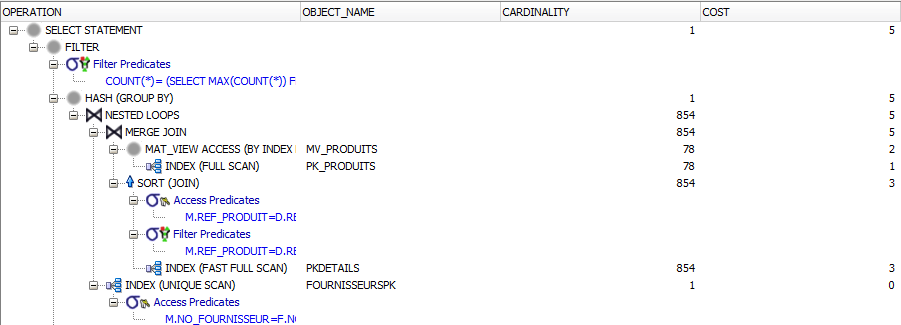 OPERATION OBJECT_NAME CARDINALITY COST
SELECT STATEMENT 1 5
FILTER
Filter Predicates
COUNT(*)= (SELECT MAX(COUNT(*)) F
HASH (GROUP BY) 1 5
NESTED LOOPS 854 5
MERGE JOIN 854 5
MAT_VIEW ACCESS (BY INDEX MV_PRODUITS 78 2
INDEX (FULL SCAN) PK_PRODUITS 78 1
SORT (JOIN) 854 3
Access Predicates
M.REF_PRODUIT=D.RE
Filter Predicates
M.REF_PRODUIT=D.RE
INDEX (FAST FULL SCAN) PKDETAILS 854 3
INDEX (UNIQUE SCAN) FOURNISSEURSPK 1 0
Access Predicates
M.NO_FOURNISSEUR=F.NO